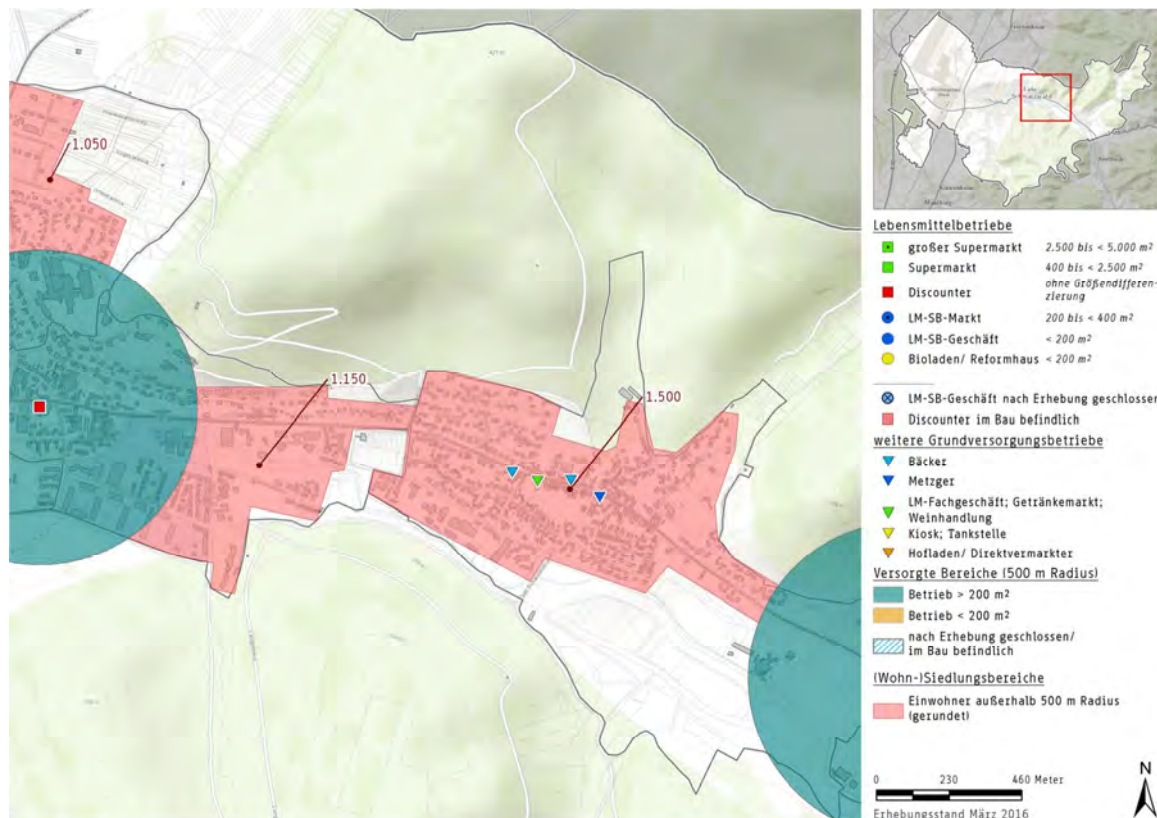 1.050
1.150
1.500
Lebensmittelbetriebe
großer Supermarkt 2.500 bis < 5.000 m²
Supermarkt 400 bis < 2.500 m²
Discounter ohne Größendifferen-
zierung
LM-SB-Markt 200 bis < 400 m²
LM-SB-Geschäft < 200 m²
Bioladen/ Reformhaus < 200 m²
LM-SB-Geschäft nach Erhebung geschlossen
Discounter im Bau befindlich
weitere Grundversorgungsbetriebe
Bäcker
Metzger
LM-Fachgeschäft; Getränkemarkt;
Weinhandlung
Kiosk; Tankstelle
Hofladen/ Direktvermarkter
Versorgte Bereiche (500 m Radius)
Betrieb > 200 m²
Betrieb < 200 m²
nach Erhebung geschlossen/
im Bau befindlich
(Wohn-)Siedlungsbereiche
Einwohner außerhalb 500 m Radius
(gerundet)
0 230 460 Meter
N
Erhebungsstand März 2016